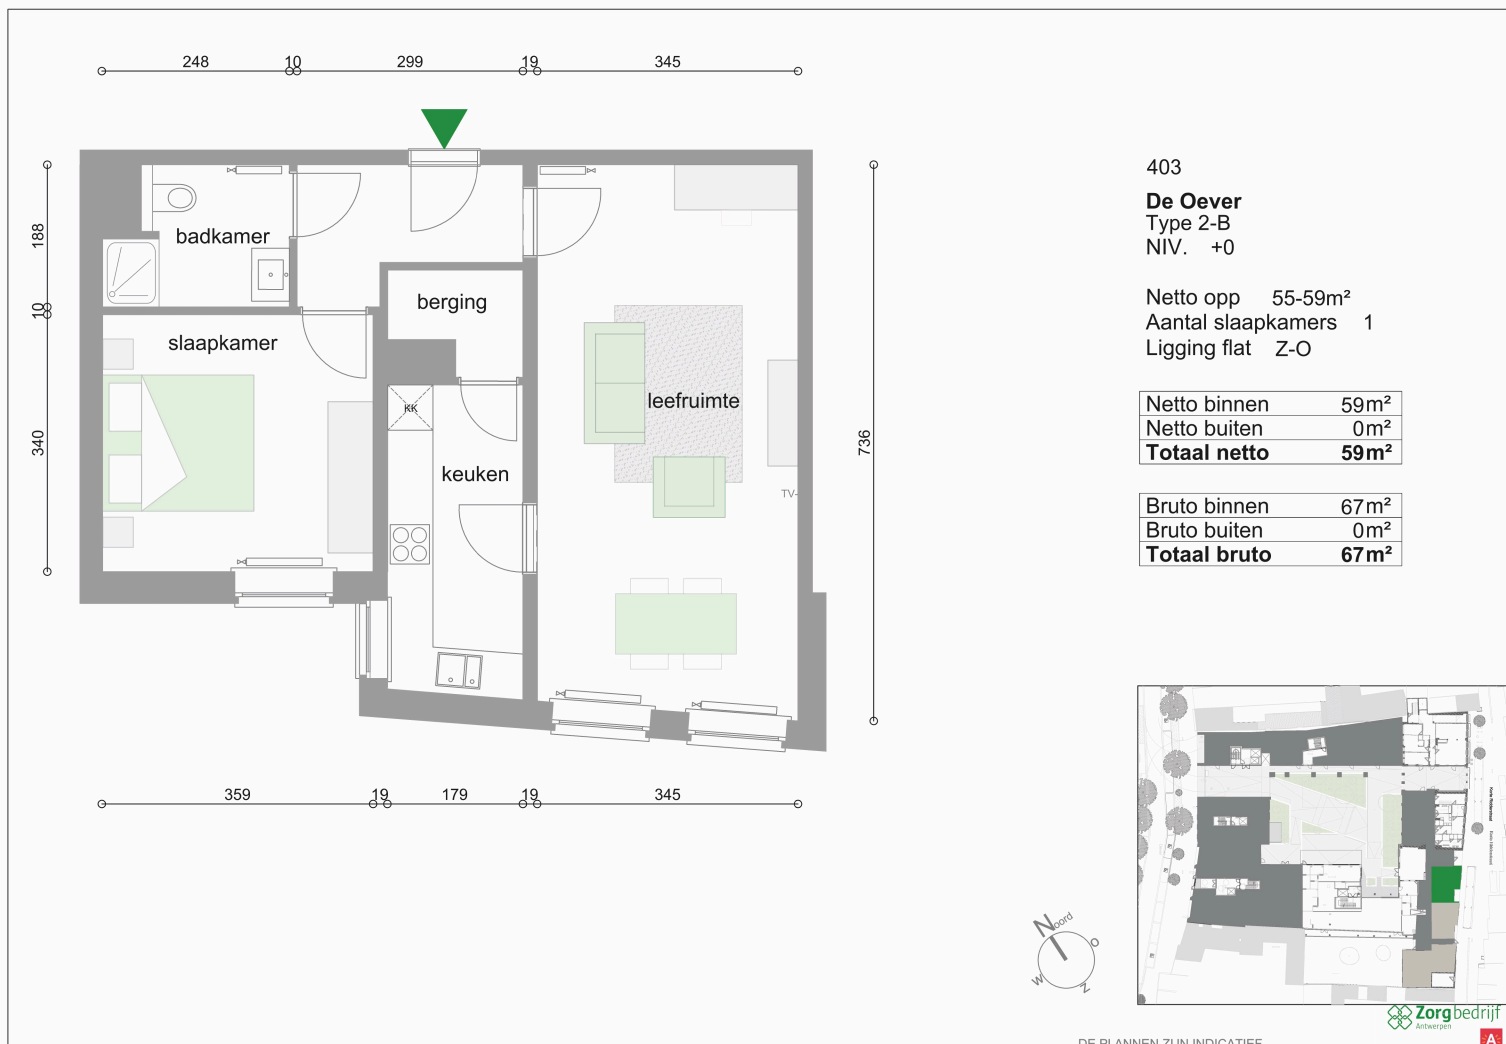 248 10 299 19 345
188
10
340
736
badkamer
berging
slaapkamer
KK
leefruimte
keuken
TV-
359 19 179 19 345
403
De Oever
Type 2-B
NIV. +0
Netto opp 55-59m²
Aantal slaapkamers 1
Ligging flat Z-O
Netto binnen 59m²
Netto buiten 0m²
Totaal netto 59m²
Bruto binnen 67m²
Bruto buiten 0m²
Totaal bruto 67m²
Noord
O
W
Z
Zorgbedrijf
Antwerpen
A
DE PLANNEN ZIJN INDICATIEF